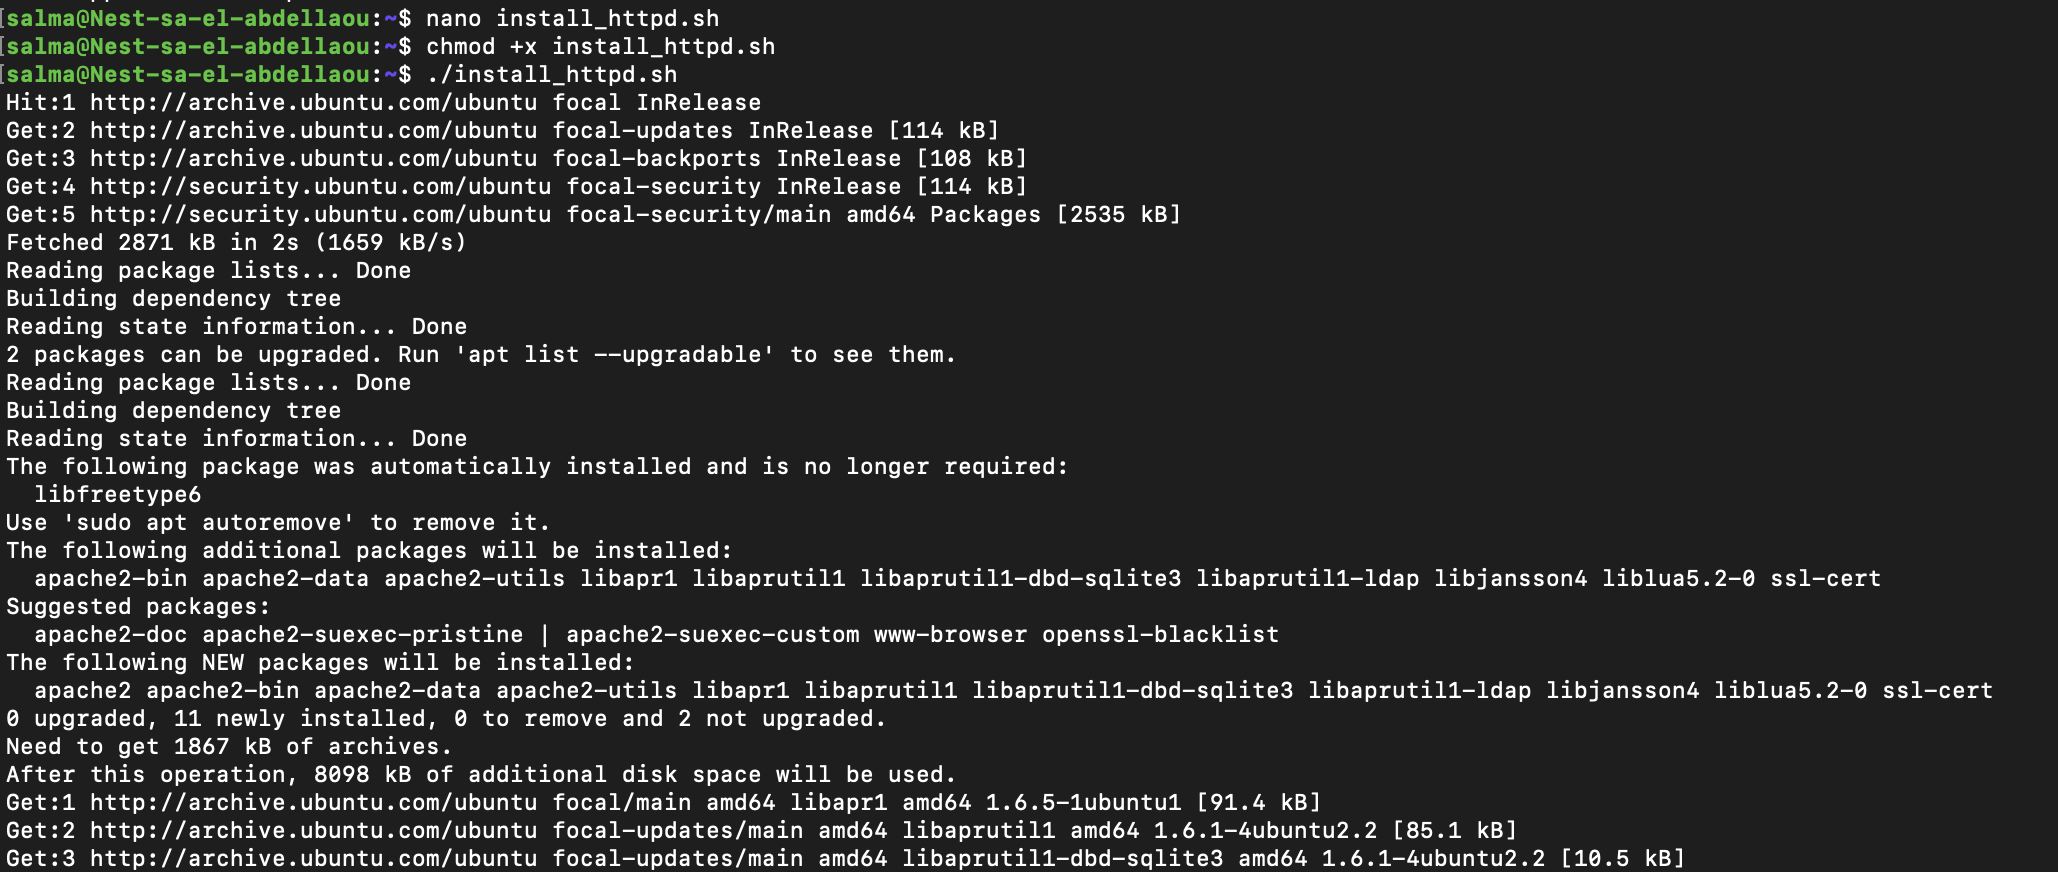 [salma@Nest-sa-el-abdellaou:~$ nano install_httpd.sh
[salma@Nest-sa-el-abdellaou:~$ chmod +x install_httpd.sh
[salma@Nest-sa-el-abdellaou:~$ ./install_httpd.sh
Hit:1 http://archive.ubuntu.com/ubuntu focal InRelease
Get:2 http://archive.ubuntu.com/ubuntu focal-updates InRelease [114 kB]
Get:3 http://archive.ubuntu.com/ubuntu focal-backports InRelease [108 kB]
Get:4 http://security.ubuntu.com/ubuntu focal-security InRelease [114 kB]
Get:5 http://security.ubuntu.com/ubuntu focal-security/main amd64 Packages [2535 kB]
Fetched 2871 kB in 2s (1659 kB/s)
Reading package lists... Done
Building dependency tree
Reading state information... Done
2 packages can be upgraded. Run 'apt list --upgradable' to see them.
Reading package lists... Done
Building dependency tree
Reading state information... Done
The following package was automatically installed and is no longer required:
  libfreetype6
Use 'sudo apt autoremove' to remove it.
The following additional packages will be installed:
  apache2-bin apache2-data apache2-utils libapr1 libaprutil1 libaprutil1-dbd-sqlite3 libaprutil1-ldap libjansson4 liblua5.2-0 ssl-cert
Suggested packages:
  apache2-doc apache2-suexec-pristine | apache2-suexec-custom www-browser openssl-blacklist
The following NEW packages will be installed:
  apache2 apache2-bin apache2-data apache2-utils libapr1 libaprutil1 libaprutil1-dbd-sqlite3 libaprutil1-ldap libjansson4 liblua5.2-0 ssl-cert
0 upgraded, 11 newly installed, 0 to remove and 2 not upgraded.
Need to get 1867 kB of archives.
After this operation, 8098 kB of additional disk space will be used.
Get:1 http://archive.ubuntu.com/ubuntu focal/main amd64 libapr1 amd64 1.6.5-1ubuntu1 [91.4 kB]
Get:2 http://archive.ubuntu.com/ubuntu focal-updates/main amd64 libaprutil1 amd64 1.6.1-4ubuntu2.2 [85.1 kB]
Get:3 http://archive.ubuntu.com/ubuntu focal-updates/main amd64 libaprutil1-dbd-sqlite3 amd64 1.6.1-4ubuntu2.2 [10.5 kB]